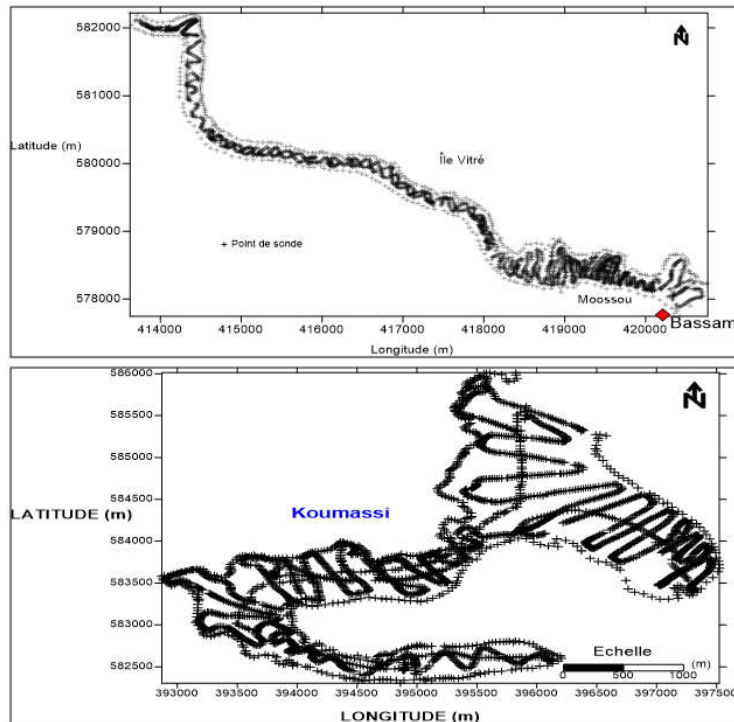 582000
N
581000
Latitude (m)
580000
Île Vitré
579000
+ Point de sonde
578000
Moossou
Bassam
414000 415000 416000 417000 418000 419000 420000
Longitude (m)
586000
N
585500
585000
584500
LATITUDE (m)
Koumassi
584000
583500
583000
Echelle
582500
(m)
0 500 1000
393000 393500 394000 394500 395000 395500 396000 396500 397000 397500
LONGITUDE (m)